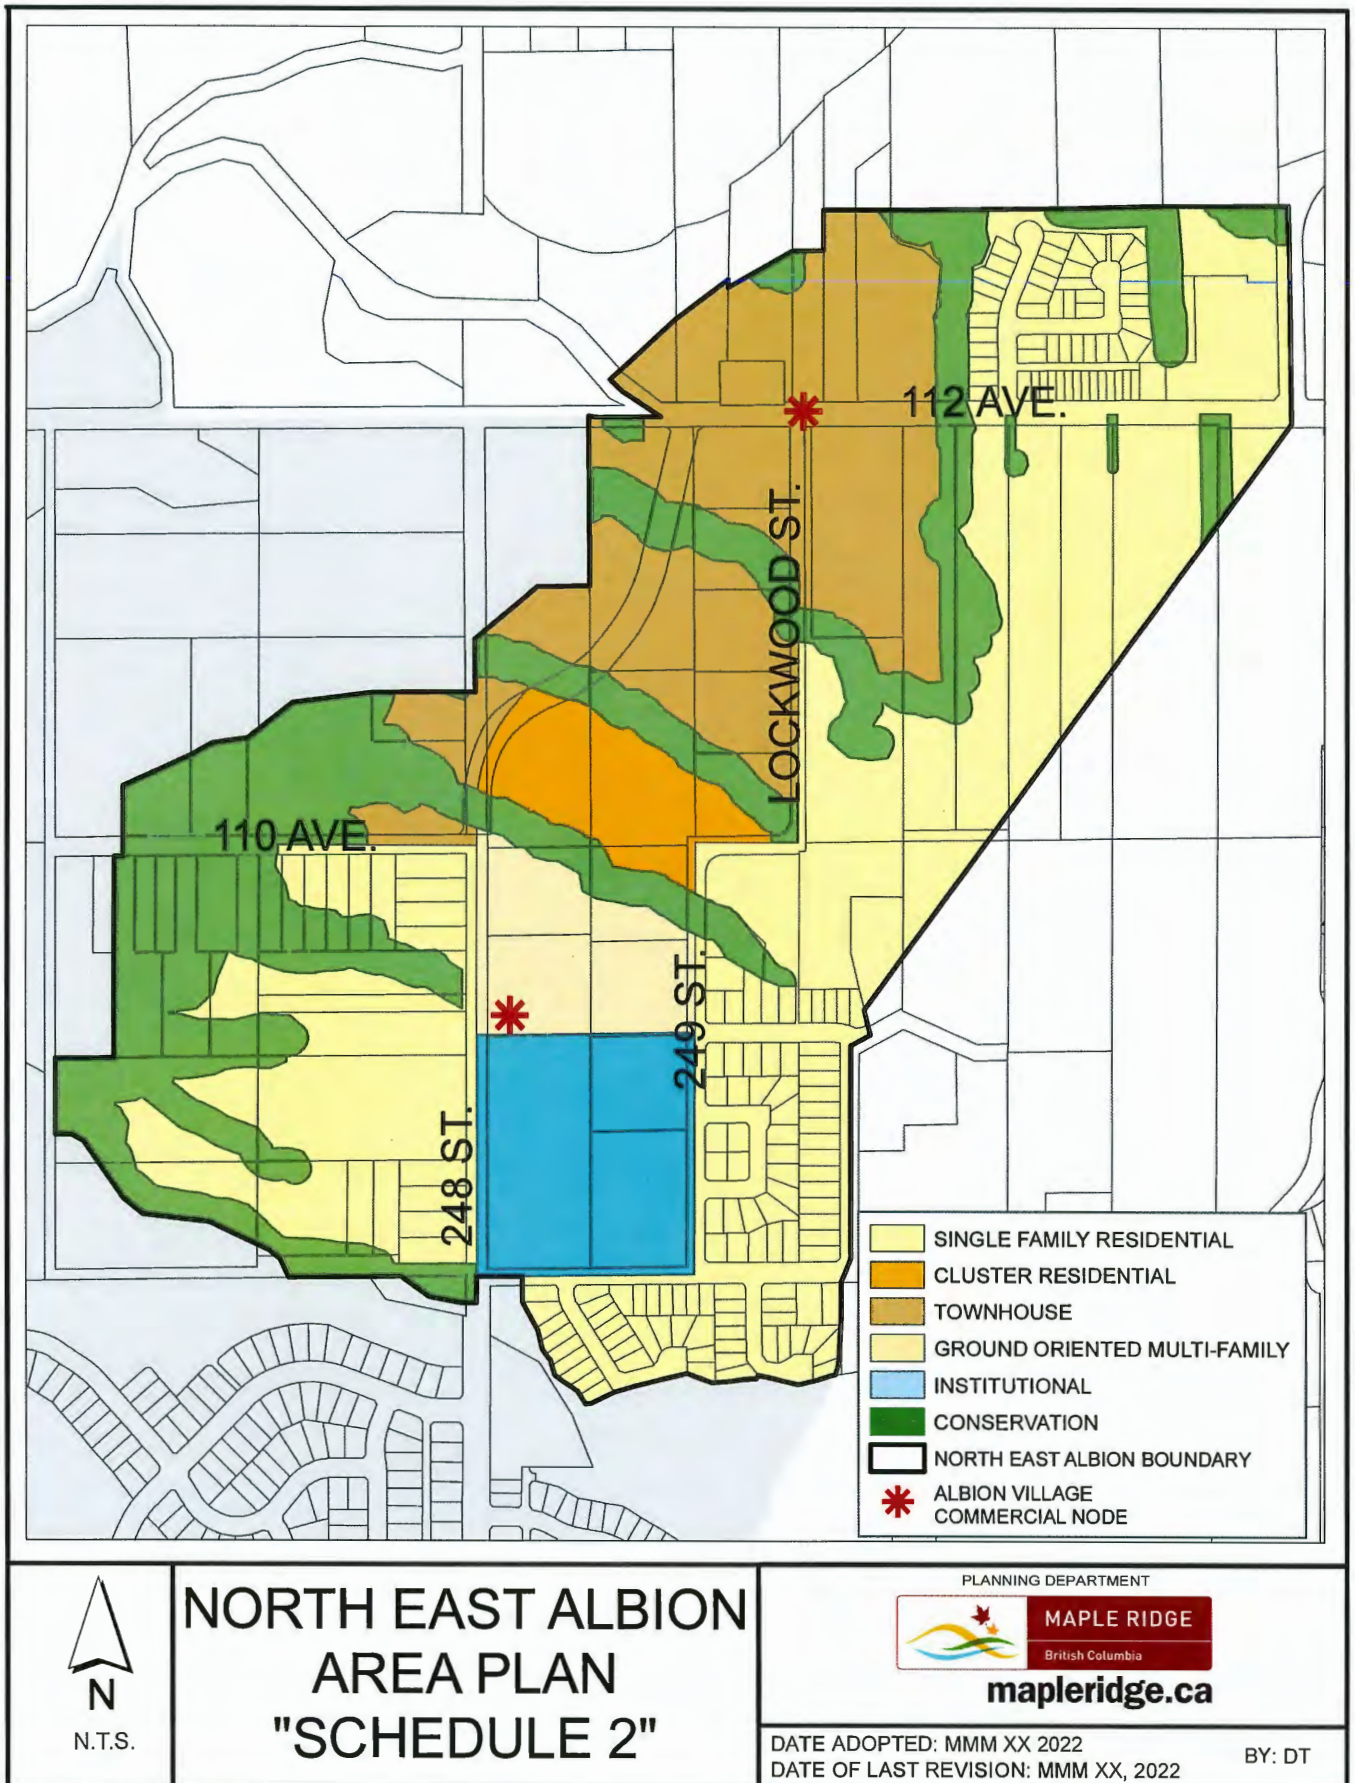 112 AVE.
LOCKWOOD ST.
110 AVE.
249 ST.
248 ST.
SINGLE FAMILY RESIDENTIAL
CLUSTER RESIDENTIAL
TOWNHOUSE
GROUND ORIENTED MULTI-FAMILY
INSTITUTIONAL
CONSERVATION
NORTH EAST ALBION BOUNDARY
ALBION VILLAGE
COMMERCIAL NODE
N
N.T.S.
NORTH EAST ALBION
AREA PLAN
"SCHEDULE 2"
PLANNING DEPARTMENT
MAPLE RIDGE
British Columbia
mapleridge.ca
DATE ADOPTED: MMM XX 2022
DATE OF LAST REVISION: MMM XX, 2022
BY: DT